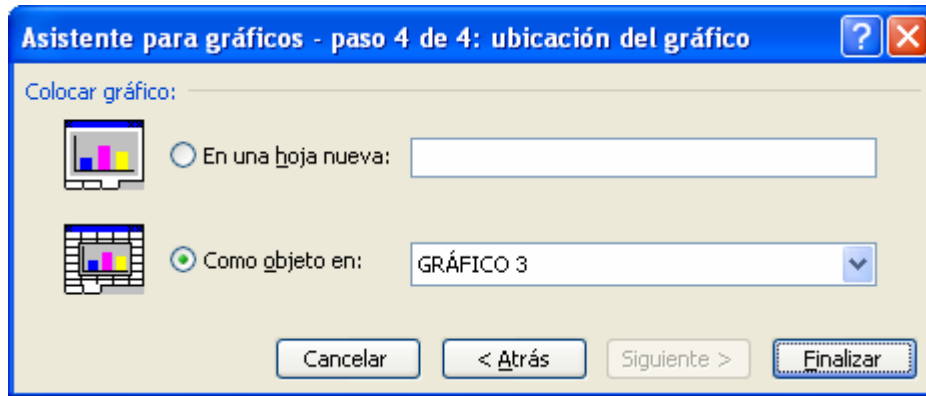 Asistente para gráficos - paso 4 de 4: ubicación del gráfico
Colocar gráfico:
En una hoja nueva:
Como objeto en: GRÁFICO 3
Cancelar < Atrás Siguiente > Finalizar